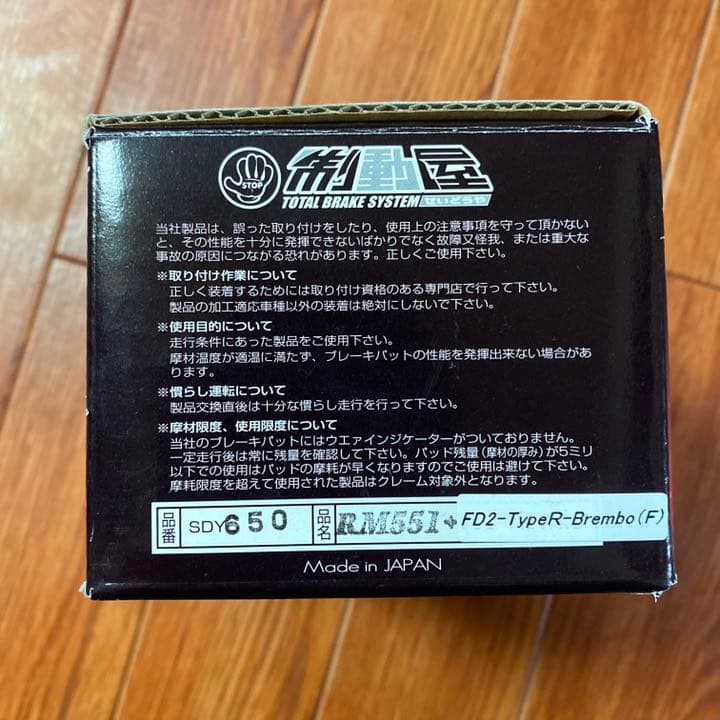 STOP
制動屋
TOTAL BRAKE SYSTEM せいどうや
当社製品は、誤った取り付けをしたり、使用上の注意事項を守って頂かない
と、その性能を十分に発揮できないばかりでなく故障又怪我、または重大な
事故の原因につながる恐れがあります。正しくご使用下さい。
※取り付け作業について
正しく装着するためには取り付け資格のある専門店で行って下さい。
製品の加工適応車種以外の装着は絶対にしないで下さい。
※使用目的について
走行条件にあった製品をご使用下さい。
摩材温度が適温に満たず、ブレーキパットの性能を発揮出来ない場合があ
ります。
※慣らし運転について
製品交換直後は十分な慣らし走行を行って下さい。
※摩材限度、使用限度について
当社のブレーキパットにはウエアインジケーターがついておりません。
一定走行後は常に残量を確認して下さい。パッド残量（摩材の厚み）が5ミリ
以下での使用はパッドの摩耗が早くなりますのでご使用は避けて下さい。
摩耗限度を超えて使用された製品はクレーム対象外となります。
品番 SDY650 品名 RM551+ FD2-TypeR-Brembo(F)
Made in JAPAN